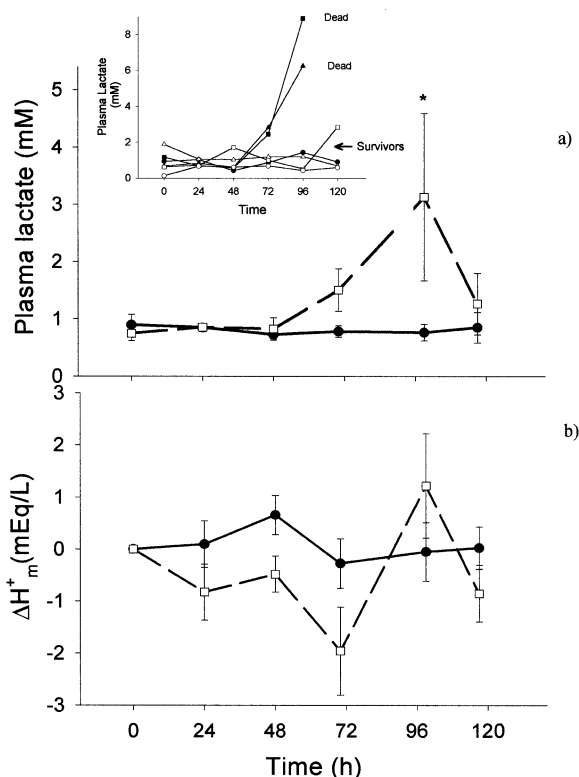 Plasma Lactate
(mM)
8
6
4
2
0
Dead
Dead
Survivors
0 24 48 72 96 120
Time
*
a)
Plasma lactate (mM)
5
4
3
2
1
0
b)
ΔH⁺ₘ(mEq/L)
3
2
1
0
-1
-2
-3
0 24 48 72 96 120
Time (h)